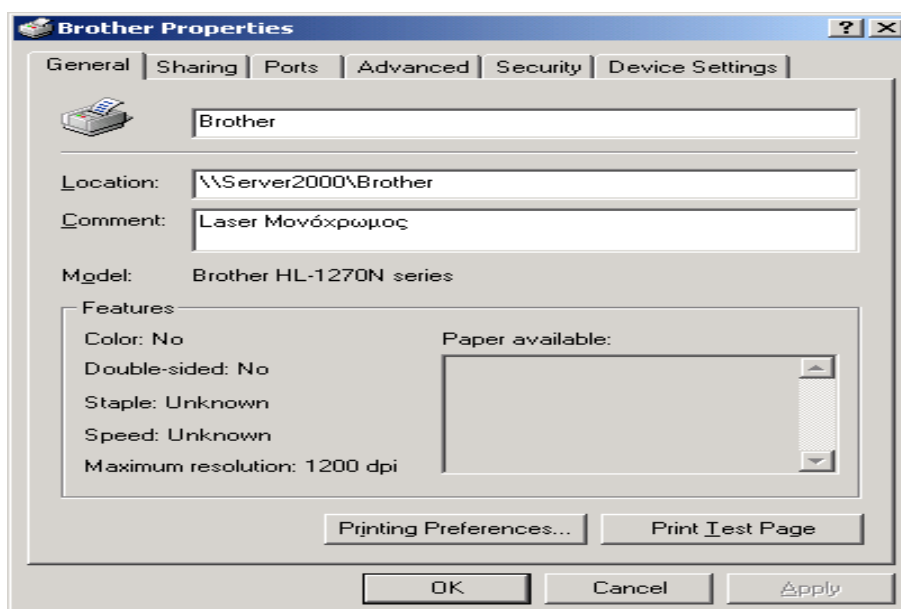 Brother Properties
General Sharing Ports Advanced Security Device Settings
Brother
Location: \\Server2000\Brother
Comment: Laser Μονόχρωμος
Model: Brother HL-1270N series
Features
Color: No Paper available:
Double-sided: No
Staple: Unknown
Speed: Unknown
Maximum resolution: 1200 dpi
Printing Preferences... Print Test Page
OK Cancel Apply